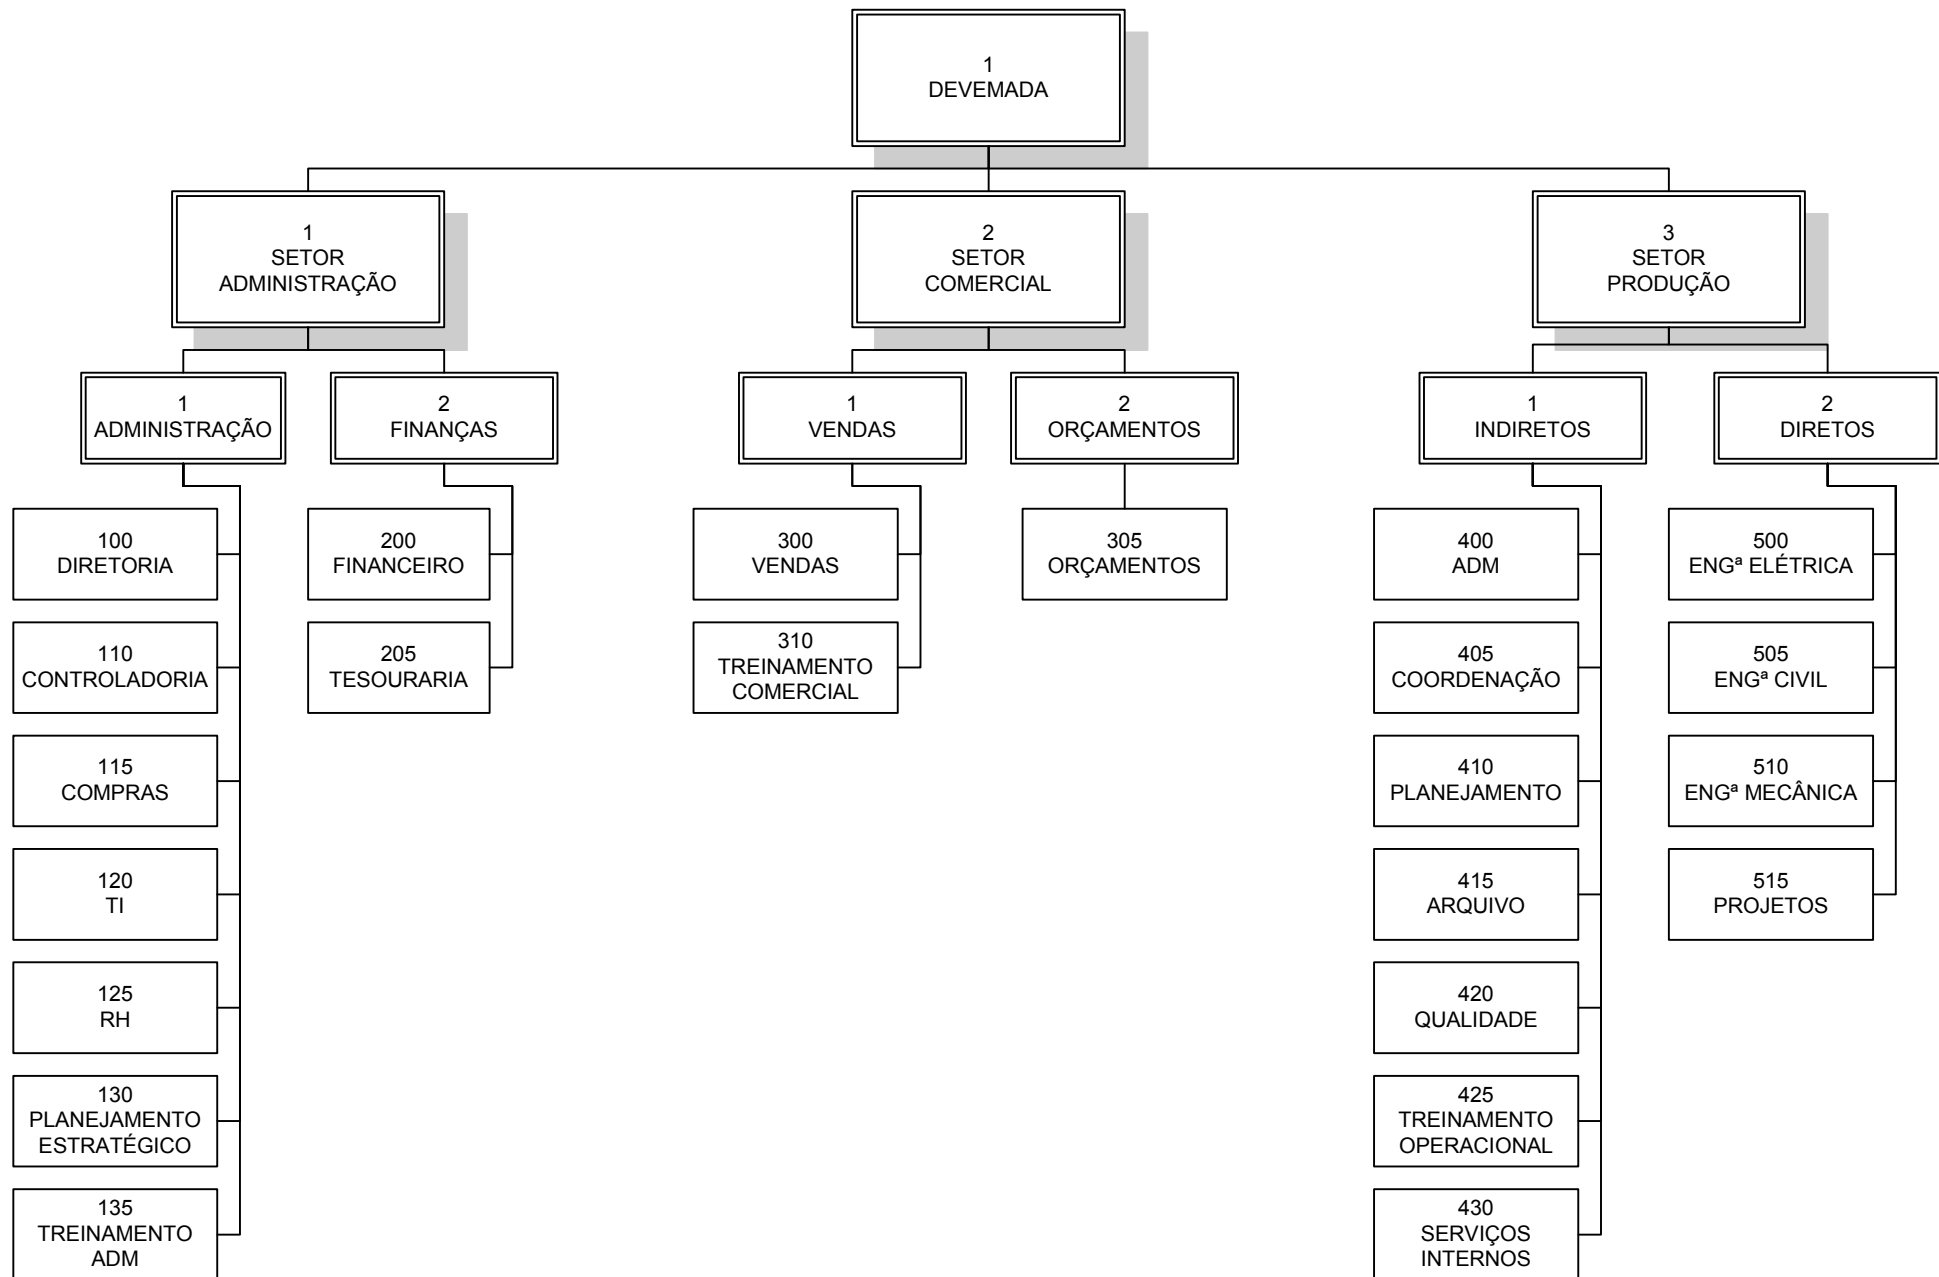 1
DEVEMADA
1
SETOR
ADMINISTRAÇÃO
2
SETOR
COMERCIAL
3
SETOR
PRODUÇÃO
1
ADMINISTRAÇÃO
2
FINANÇAS
1
VENDAS
2
ORÇAMENTOS
1
INDIRETOS
2
DIRETOS
100
DIRETORIA
200
FINANCEIRO
300
VENDAS
305
ORÇAMENTOS
400
ADM
500
ENGª ELÉTRICA
110
CONTROLADORIA
205
TESOURARIA
310
TREINAMENTO
COMERCIAL
405
COORDENAÇÃO
505
ENGª CIVIL
115
COMPRAS
410
PLANEJAMENTO
510
ENGª MECÂNICA
120
TI
415
ARQUIVO
515
PROJETOS
125
RH
420
QUALIDADE
130
PLANEJAMENTO
ESTRATÉGICO
425
TREINAMENTO
OPERACIONAL
135
TREINAMENTO
ADM
430
SERVIÇOS
INTERNOS